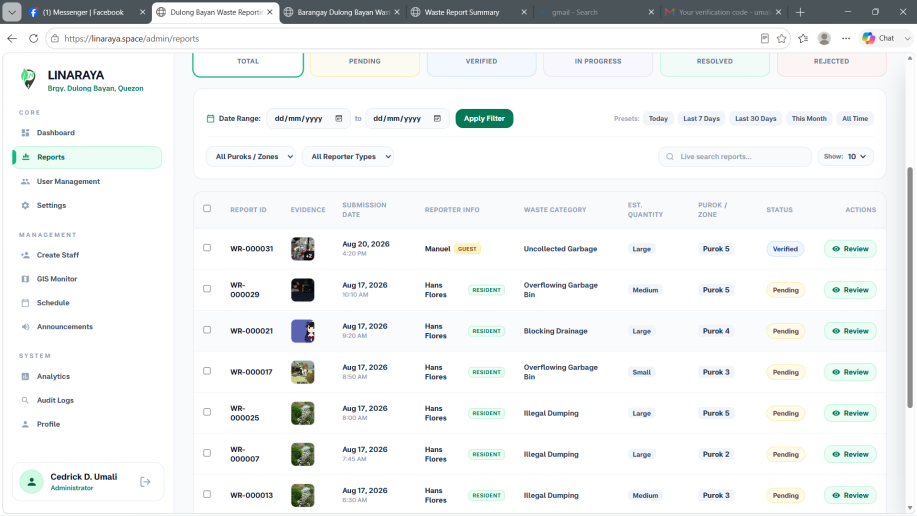 (1) Messenger | Facebook
Dulong Bayan Waste Reportin
Barangay Dulong Bayan Was
Waste Report Summary
gmail - Search
Your verification code - umal
https://linaraya.space/admin/reports
Chat
LINARAYA
Brgy. Dulong Bayan, Quezon
CORE
Dashboard
Reports
User Management
Settings
MANAGEMENT
Create Staff
GIS Monitor
Schedule
Announcements
SYSTEM
Analytics
Audit Logs
Profile
Cedrick D. Umali
Administrator
TOTAL PENDING VERIFIED IN PROGRESS RESOLVED REJECTED
Date Range: dd/mm/yyyy to dd/mm/yyyy Apply Filter Presets: Today Last 7 Days Last 30 Days This Month All Time
All Puroks / Zones All Reporter Types Live search reports... Show: 10
REPORT ID EVIDENCE SUBMISSION DATE REPORTER INFO WASTE CATEGORY EST. QUANTITY PUROK / ZONE STATUS ACTIONS
WR-000031 +2 Aug 20, 2026 4:20 PM Manuel GUEST Uncollected Garbage Large Purok 5 Verified Review
WR-000029 Aug 17, 2026 10:10 AM Hans Flores RESIDENT Overflowing Garbage Bin Medium Purok 5 Pending Review
WR-000021 Aug 17, 2026 9:20 AM Hans Flores RESIDENT Blocking Drainage Large Purok 4 Pending Review
WR-000017 Aug 17, 2026 8:50 AM Hans Flores RESIDENT Overflowing Garbage Bin Small Purok 3 Pending Review
WR-000025 Aug 17, 2026 8:00 AM Hans Flores RESIDENT Illegal Dumping Large Purok 5 Pending Review
WR-000007 Aug 17, 2026 7:45 AM Hans Flores RESIDENT Illegal Dumping Large Purok 2 Pending Review
WR-000013 Aug 17, 2026 6:30 AM Hans Flores RESIDENT Illegal Dumping Medium Purok 3 Pending Review